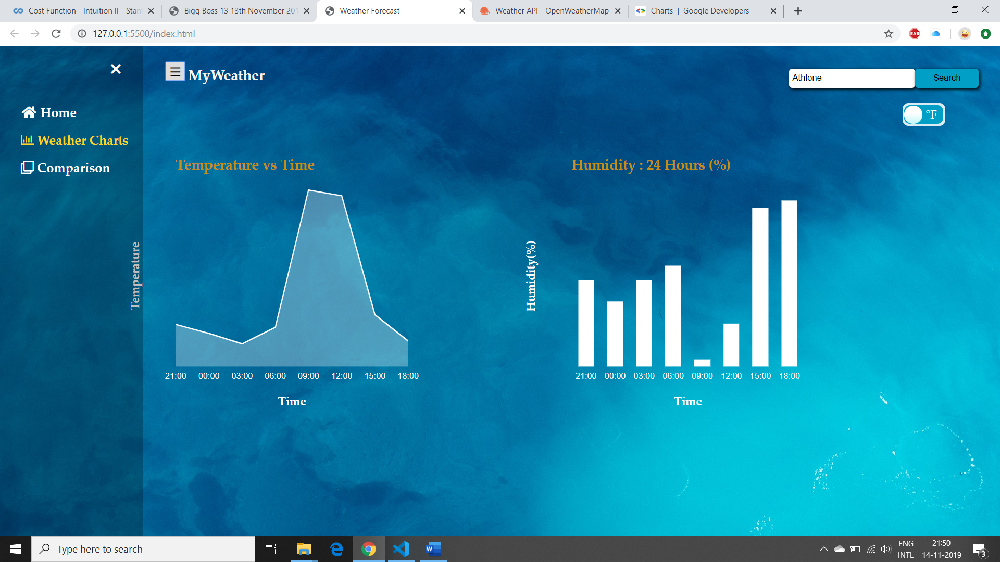 Cost Function - Intuition II - Stan
Bigg Boss 13 13th November 201
Weather Forecast
Weather API - OpenWeatherMap
Charts | Google Developers
127.0.0.1:5500/index.html
EAB
MyWeather
Athlone
Search
°F
Home
Weather Charts
Comparison
Temperature vs Time
Temperature
21:00 00:00 03:00 06:00 09:00 12:00 15:00 18:00
Time
Humidity : 24 Hours (%)
Humidity(%)
21:00 00:00 03:00 06:00 09:00 12:00 15:00 18:00
Time
Type here to search
W
ENG
INTL
21:50
14-11-2019
3